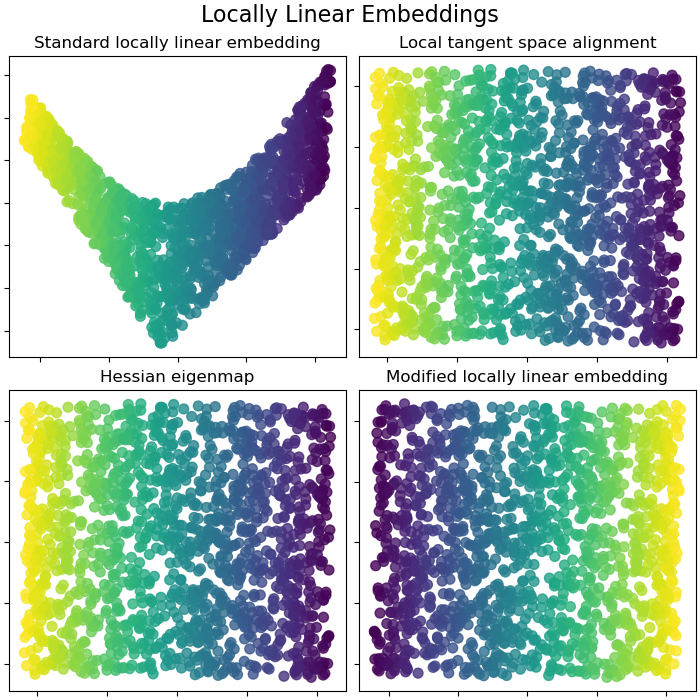 Locally Linear Embeddings
Standard locally linear embedding
Local tangent space alignment
Hessian eigenmap
Modified locally linear embedding